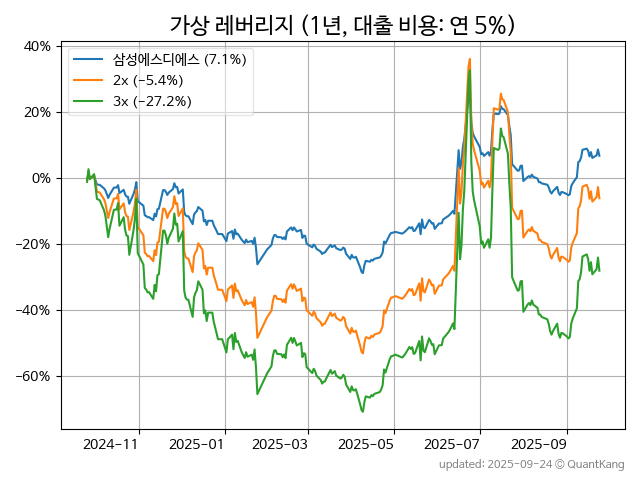 가상 레버리지 (1년, 대출 비용: 연 5%)
40%
20%
0%
−20%
−40%
−60%
삼성에스디에스 (7.1%)
2x (−5.4%)
3x (−27.2%)
2024-11
2025-01
2025-03
2025-05
2025-07
2025-09
updated: 2025-09-24 © QuantKang